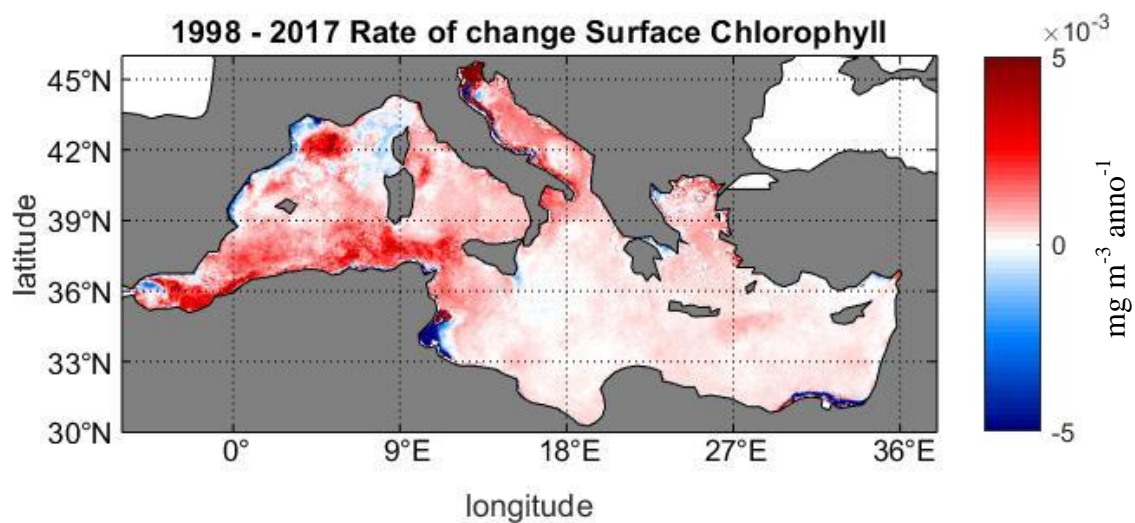 1998 - 2017 Rate of change Surface Chlorophyll
×10⁻³
5
0
-5
mg m⁻³ anno⁻¹
latitude
45°N
42°N
39°N
36°N
33°N
30°N
0° 9°E 18°E 27°E 36°E
longitude